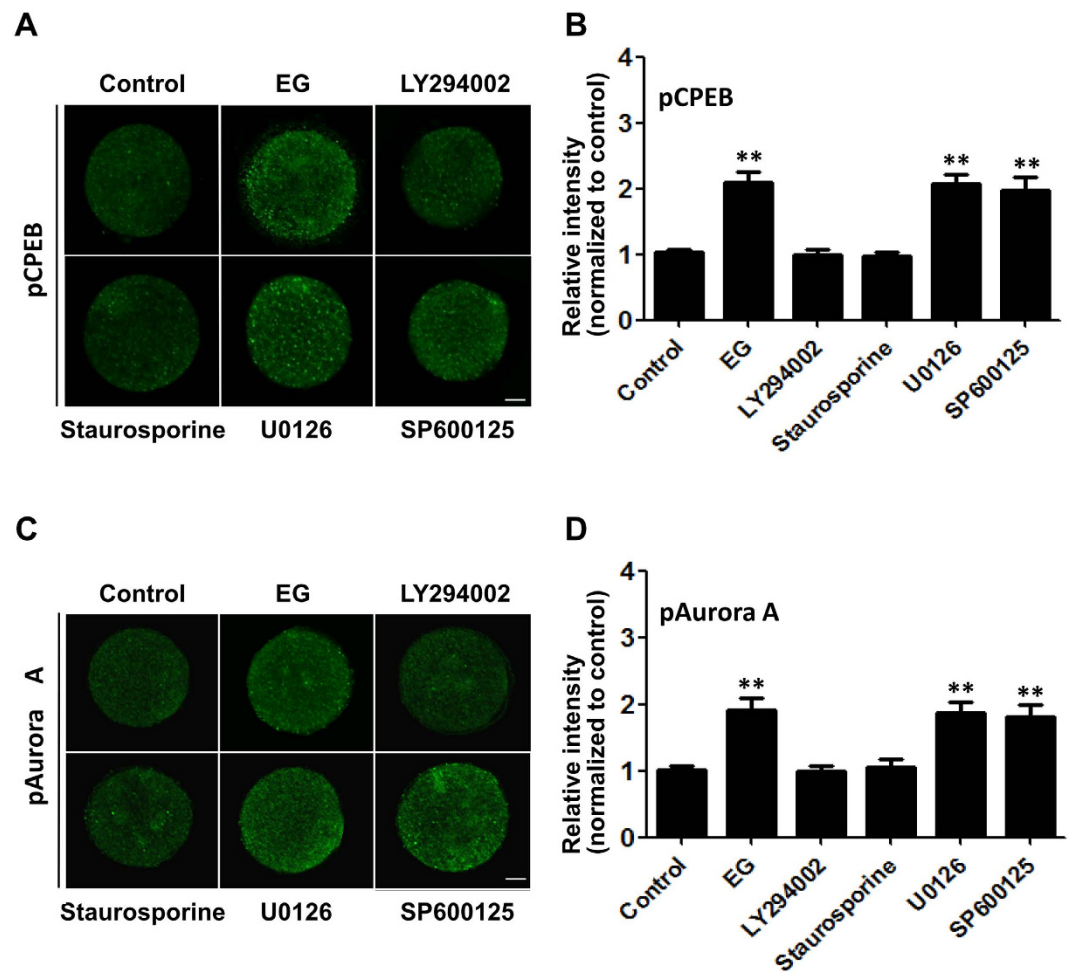 A
Control EG LY294002
pCPEB
Staurosporine U0126 SP600125
B
Relative intensity
(normalized to control)
4
3
2
1
0
pCPEB
**
**
**
Control
EG
LY294002
Staurosporine
U0126
SP600125
C
Control EG LY294002
pAurora A
Staurosporine U0126 SP600125
D
Relative intensity
(normalized to control)
4
3
2
1
0
pAurora A
**
**
**
Control
EG
LY294002
Staurosporine
U0126
SP600125